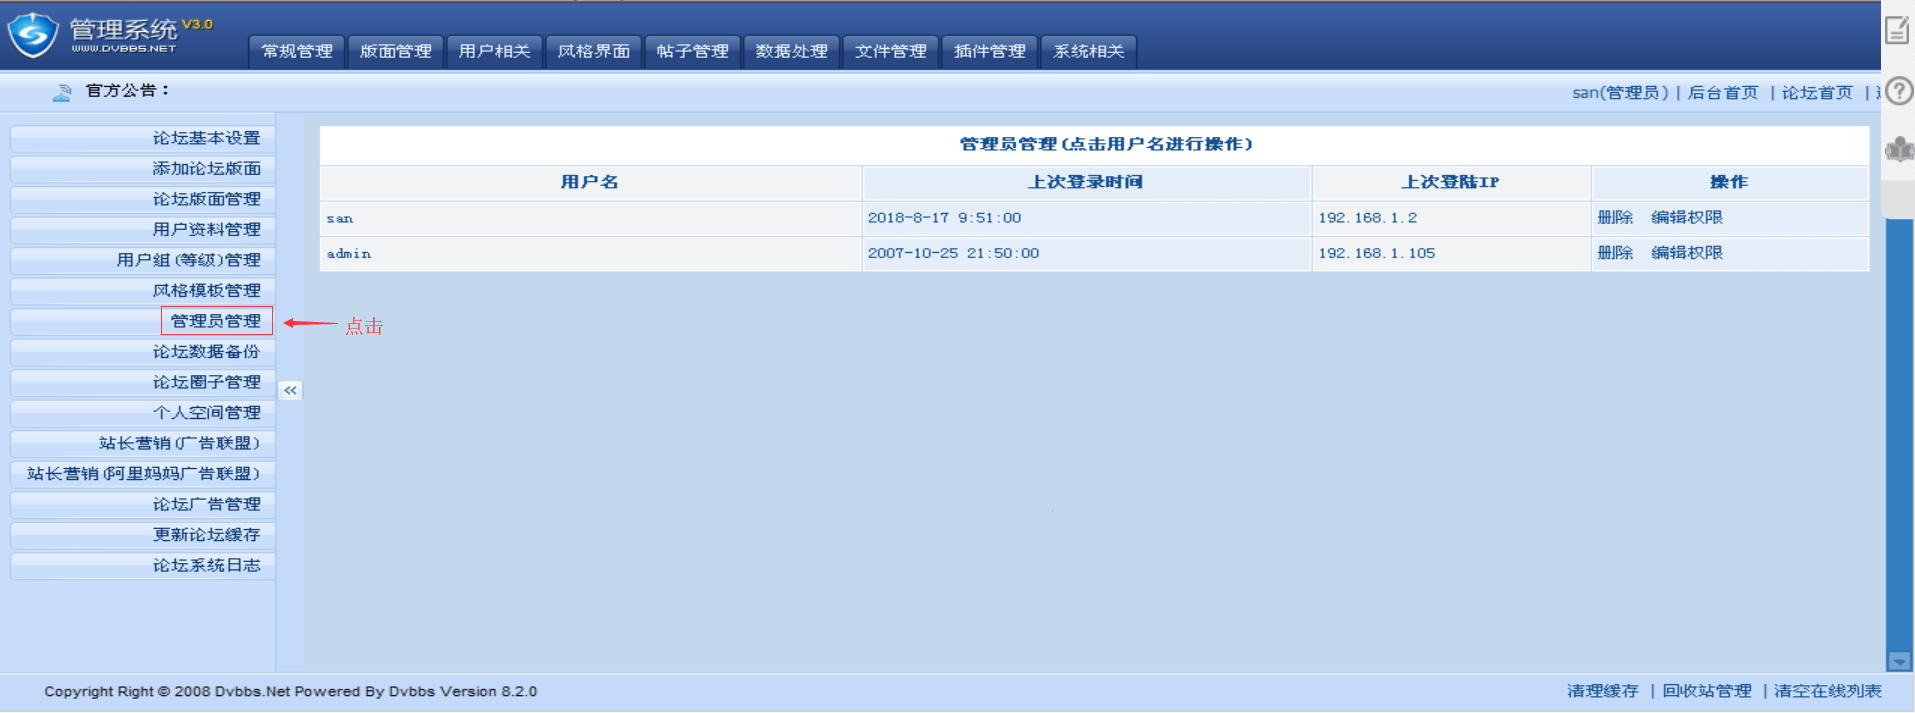 管理系统 V3.0
WWW.DVBBS.NET
常规管理 版面管理 用户相关 风格界面 帖子管理 数据处理 文件管理 插件管理 系统相关
官方公告：
san(管理员) | 后台首页 | 论坛首页 |
论坛基本设置
添加论坛版面
论坛版面管理
用户资料管理
用户组(等级)管理
风格模板管理
管理员管理
点击
论坛数据备份
论坛圈子管理
个人空间管理
站长营销(广告联盟)
站长营销(阿里妈妈广告联盟)
论坛广告管理
更新论坛缓存
论坛系统日志
管理员管理(点击用户名进行操作)
用户名 上次登录时间 上次登陆IP 操作
san 2018-8-17 9:51:00 192.168.1.2 删除 编辑权限
admin 2007-10-25 21:50:00 192.168.1.105 删除 编辑权限
Copyright Right © 2008 Dvbbs.Net Powered By Dvbbs Version 8.2.0
清理缓存 | 回收站管理 | 清空在线列表